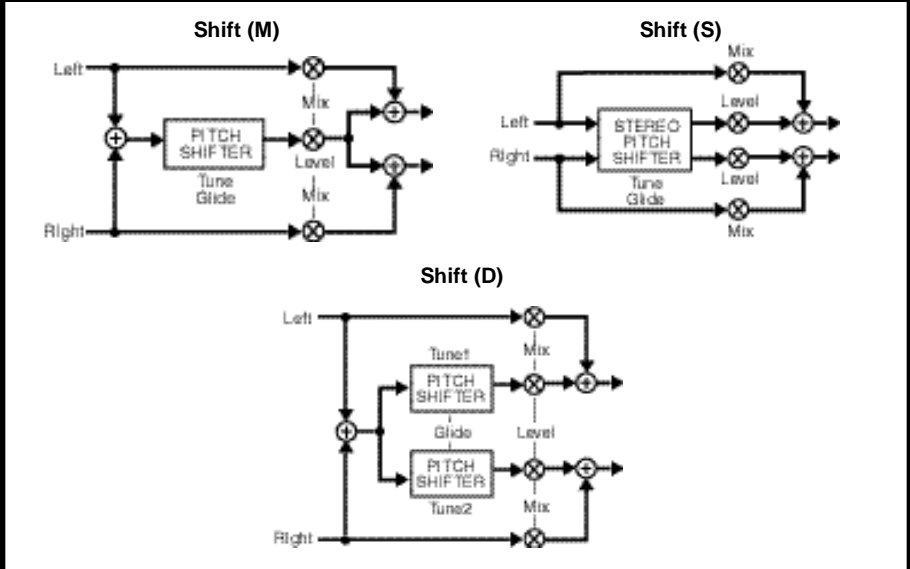 Shift (M)
Left
Mix
PITCH
SHIFTER
Level
Tune
Glide
Mix
RIght
Shift (S)
Mix
Level
Left
STEREO
PITCH
SHIFTER
RIght
Tune
Level
Glide
Mix
Shift (D)
Left
Mix
Tune1
PITCH
SHIFTER
Glide
Level
PITCH
SHIFTER
Mix
Tune2
RIght